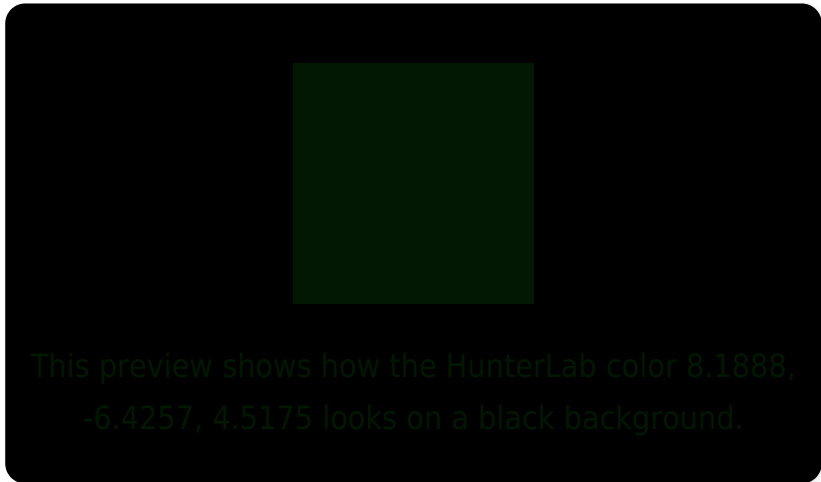 This preview shows how the HunterLab color 8.1888,
-6.4257, 4.5175 looks on a black background.